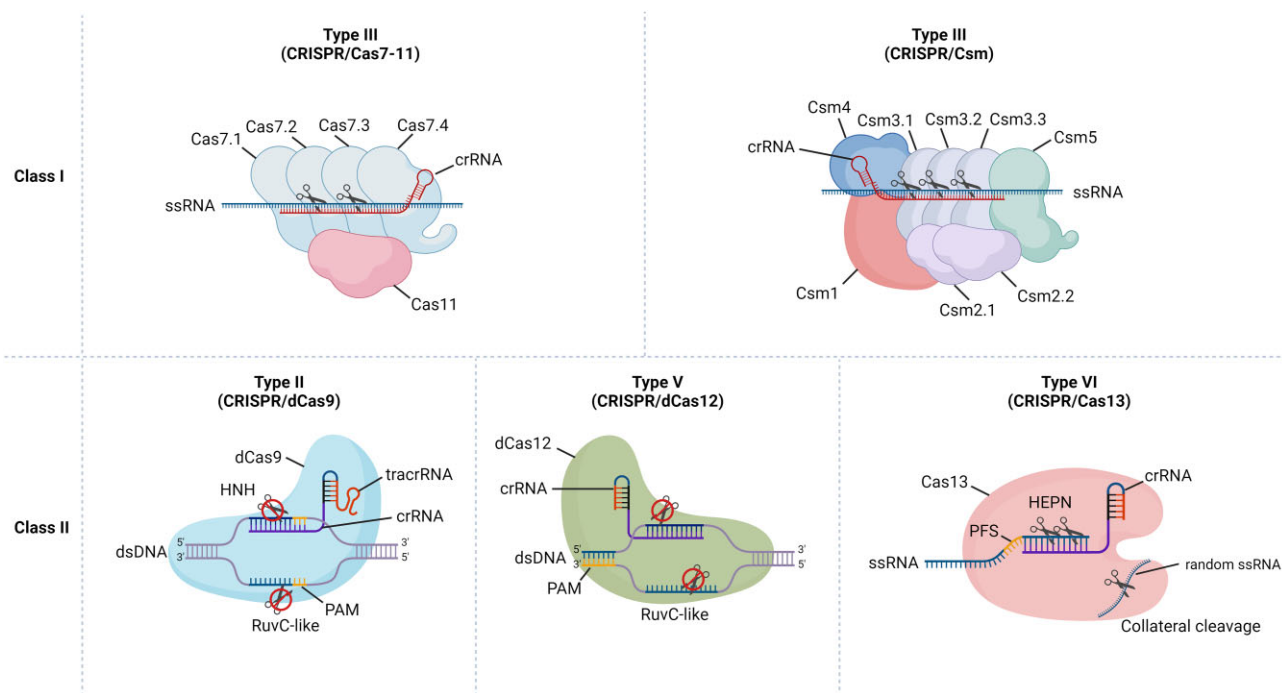 Type III
(CRISPR/Cas7-11)
Type III
(CRISPR/Csm)
Class I
Cas7.1
Cas7.2
Cas7.3
Cas7.4
crRNA
ssRNA
Cas11
Csm4
Csm3.1
Csm3.2
Csm3.3
Csm5
crRNA
ssRNA
Csm1
Csm2.1
Csm2.2
Class II
Type II
(CRISPR/dCas9)
dCas9
HNH
tracrRNA
crRNA
dsDNA
5'
3'
3'
5'
PAM
RuvC-like
Type V
(CRISPR/dCas12)
dCas12
crRNA
dsDNA
5'
3'
3'
5'
PAM
RuvC-like
Type VI
(CRISPR/Cas13)
Cas13
HEPN
crRNA
PFS
ssRNA
random ssRNA
Collateral cleavage